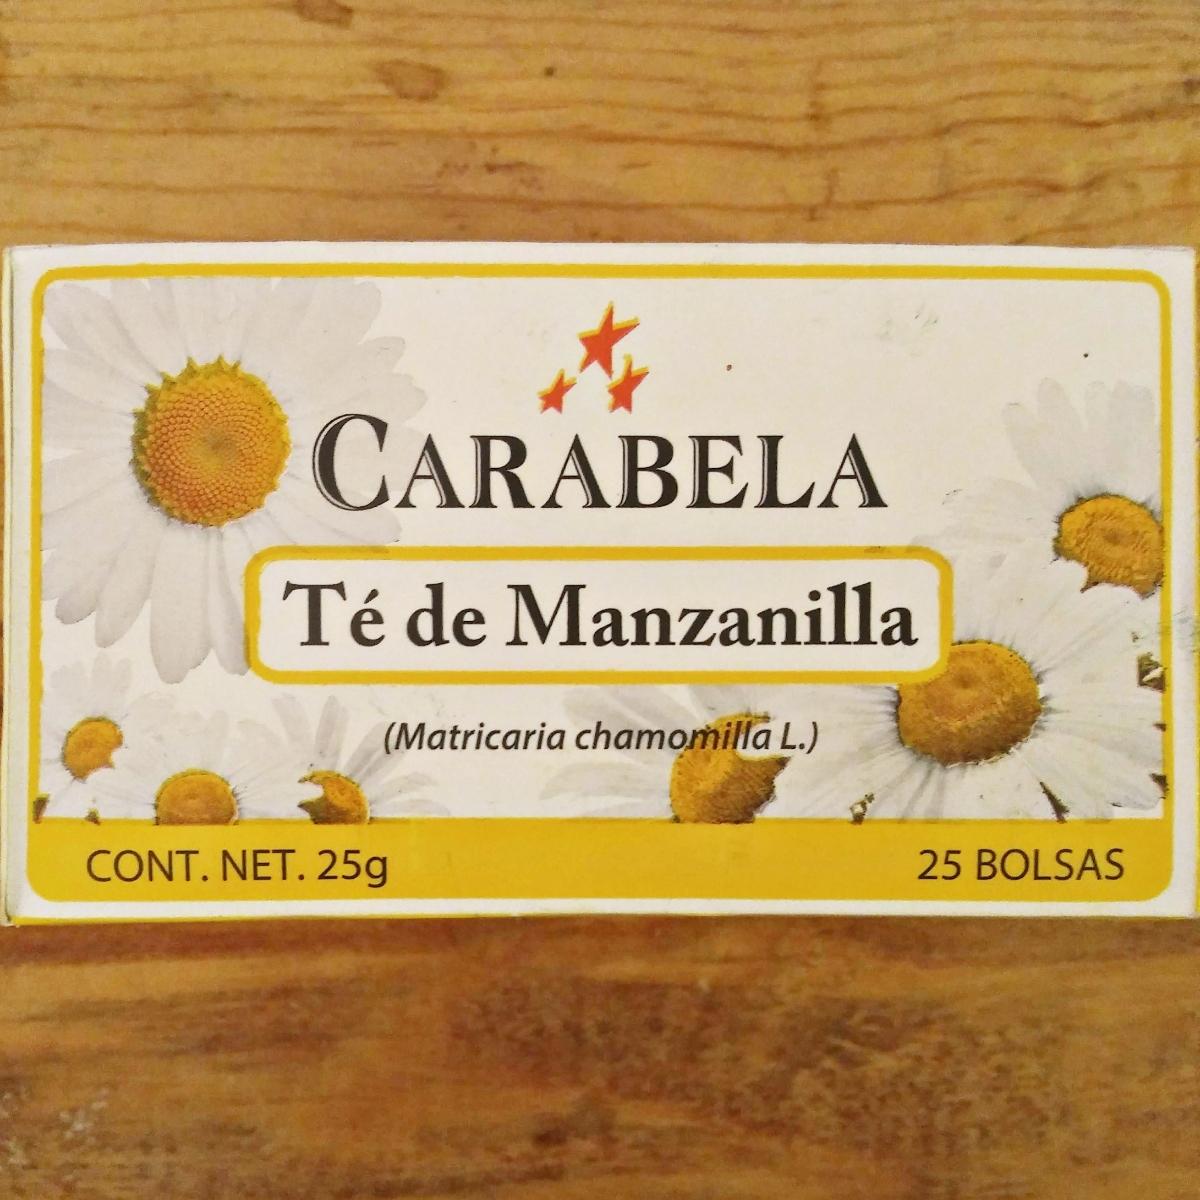 CARABELA
Té de Manzanilla
(Matricaria chamomilla L.)
CONT. NET. 25g
25 BOLSAS